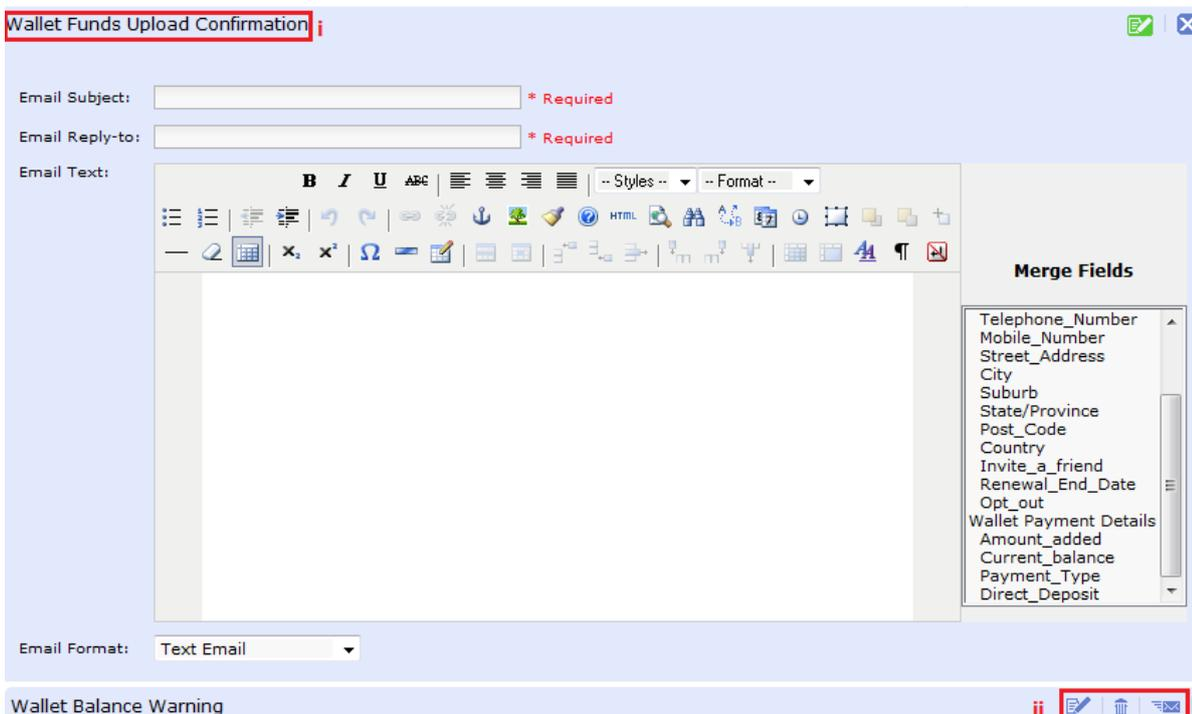 Wallet Funds Upload Confirmation i
Email Subject: * Required
Email Reply-to: * Required
Email Text:
B I U ABC -- Styles -- -- Format --
HTML
x₂ x² Ω A ¶
Merge Fields
Telephone_Number
Mobile_Number
Street_Address
City
Suburb
State/Province
Post_Code
Country
Invite_a_friend
Renewal_End_Date
Opt_out
Wallet Payment Details
Amount_added
Current_balance
Payment_Type
Direct_Deposit
Email Format: Text Email
Wallet Balance Warning ii